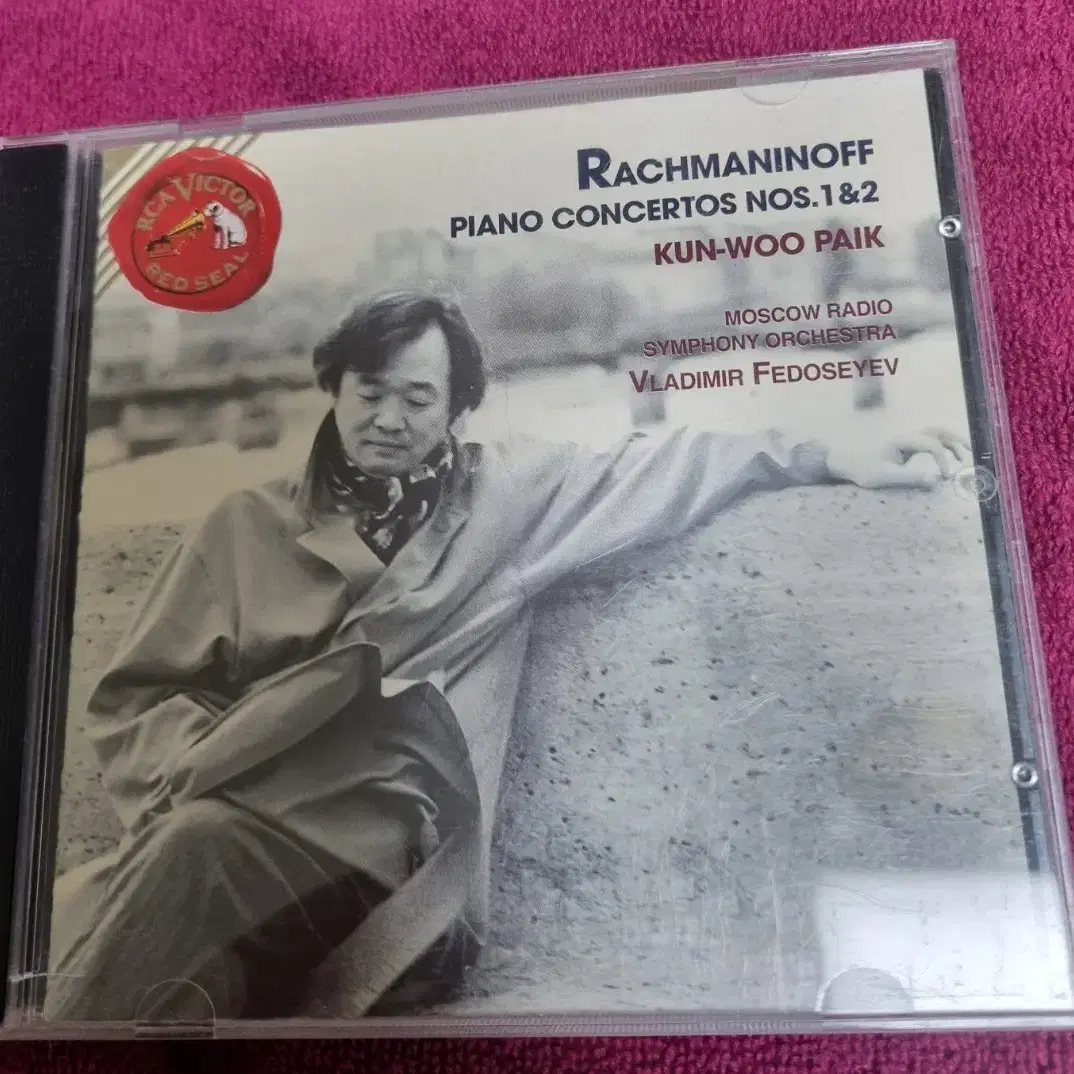 RCA VICTOR
RED SEAL
RACHMANINOFF
PIANO CONCERTOS NOS.1&2
KUN-WOO PAIK
MOSCOW RADIO
SYMPHONY ORCHESTRA
VLADIMIR FEDOSEYEV